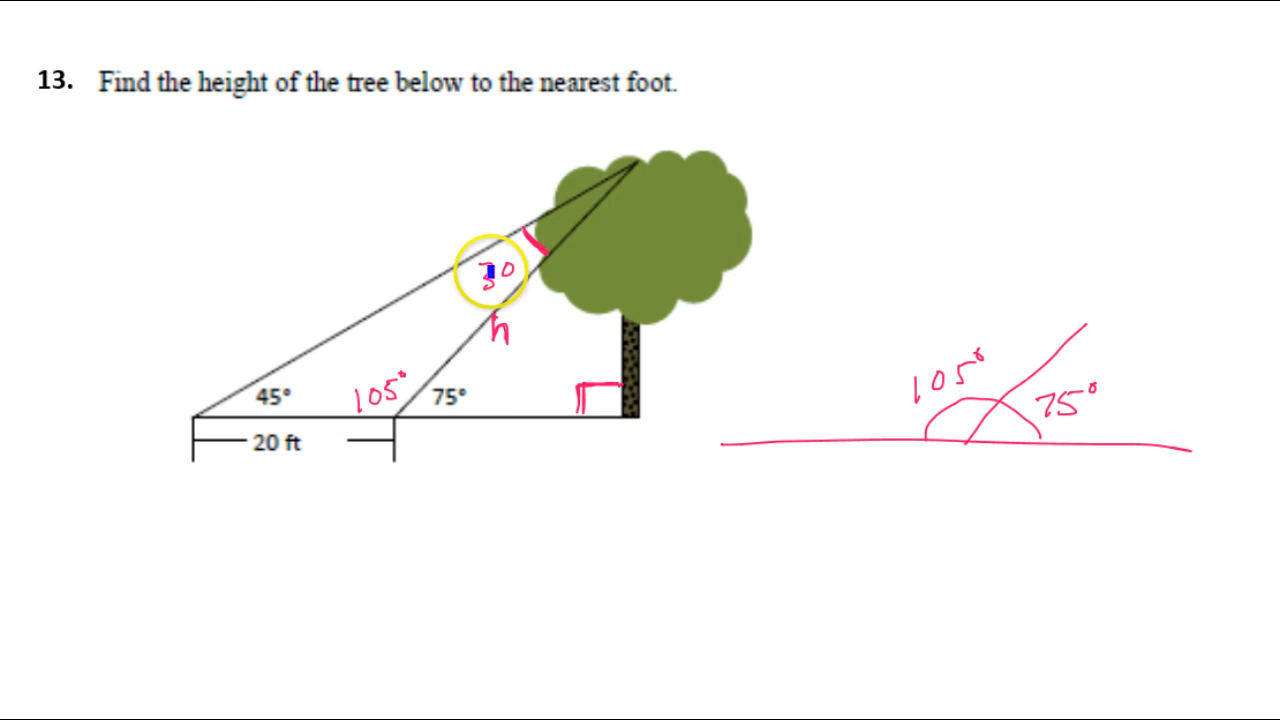 13. Find the height of the tree below to the nearest foot.
30
h
45°
105°
75°
20 ft
105°
75°